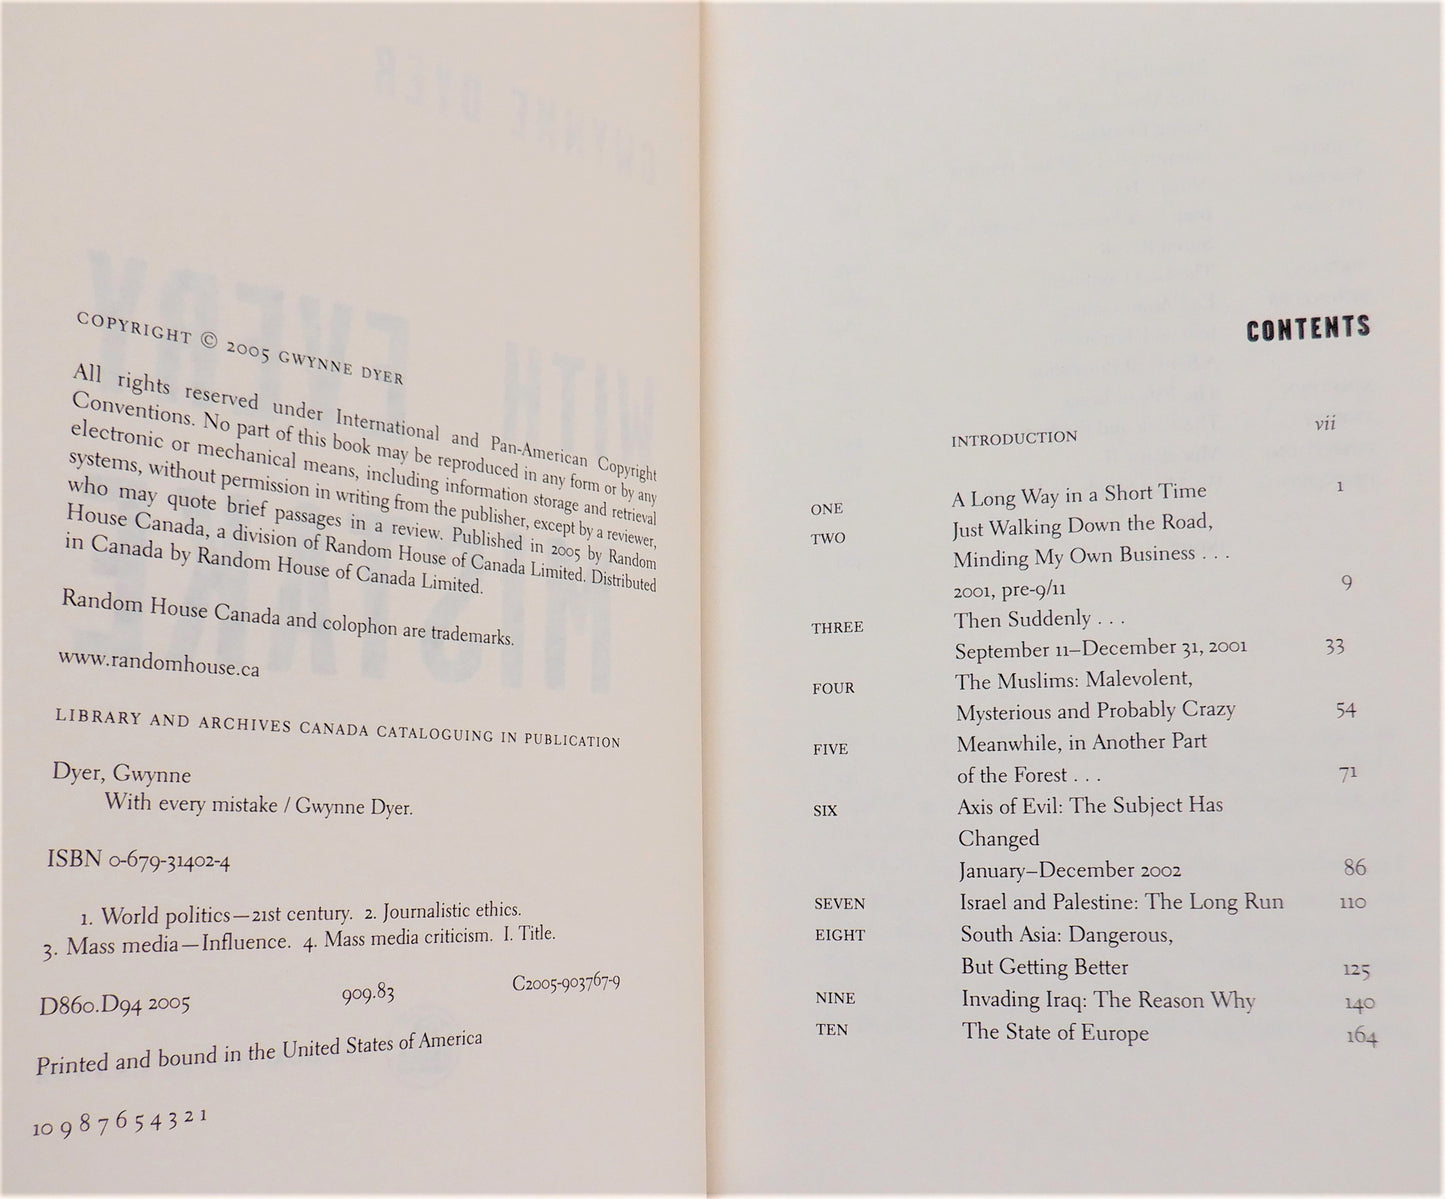 COPYRIGHT © 2005 GWYNNE DYER
All rights reserved under International and Pan-American Copyright
Conventions. No part of this book may be reproduced in any form or by any
electronic or mechanical means, including information storage and retrieval
systems, without permission in writing from the publisher, except by a reviewer,
who may quote brief passages in a review. Published in 2005 by Random
House Canada, a division of Random House of Canada Limited. Distributed
in Canada by Random House of Canada Limited.
Random House Canada and colophon are trademarks.
www.randomhouse.ca
LIBRARY AND ARCHIVES CANADA CATALOGUING IN PUBLICATION
Dyer, Gwynne
With every mistake / Gwynne Dyer.
ISBN 0-679-31402-4
1. World politics—21st century. 2. Journalistic ethics.
3. Mass media—Influence. 4. Mass media criticism. I. Title.
D860.D94 2005 909.83 C2005-903767-9
Printed and bound in the United States of America
10 9 8 7 6 5 4 3 2 1
CONTENTS
INTRODUCTION vii
ONE A Long Way in a Short Time 1
TWO Just Walking Down the Road,
Minding My Own Business . . .
2001, pre-9/11 9
THREE Then Suddenly . . .
September 11–December 31, 2001 33
FOUR The Muslims: Malevolent,
Mysterious and Probably Crazy 54
FIVE Meanwhile, in Another Part
of the Forest . . . 71
SIX Axis of Evil: The Subject Has
Changed
January–December 2002 86
SEVEN Israel and Palestine: The Long Run 110
EIGHT South Asia: Dangerous,
But Getting Better 125
NINE Invading Iraq: The Reason Why 140
TEN The State of Europe 164